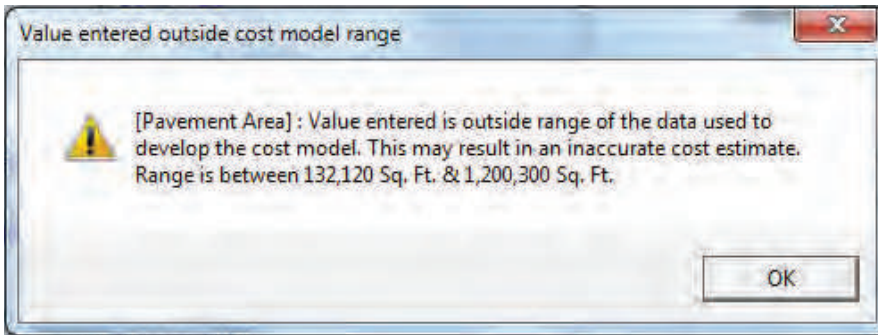 Value entered outside cost model range
[Pavement Area] : Value entered is outside range of the data used to
develop the cost model. This may result in an inaccurate cost estimate.
Range is between 132,120 Sq. Ft. & 1,200,300 Sq. Ft.
OK